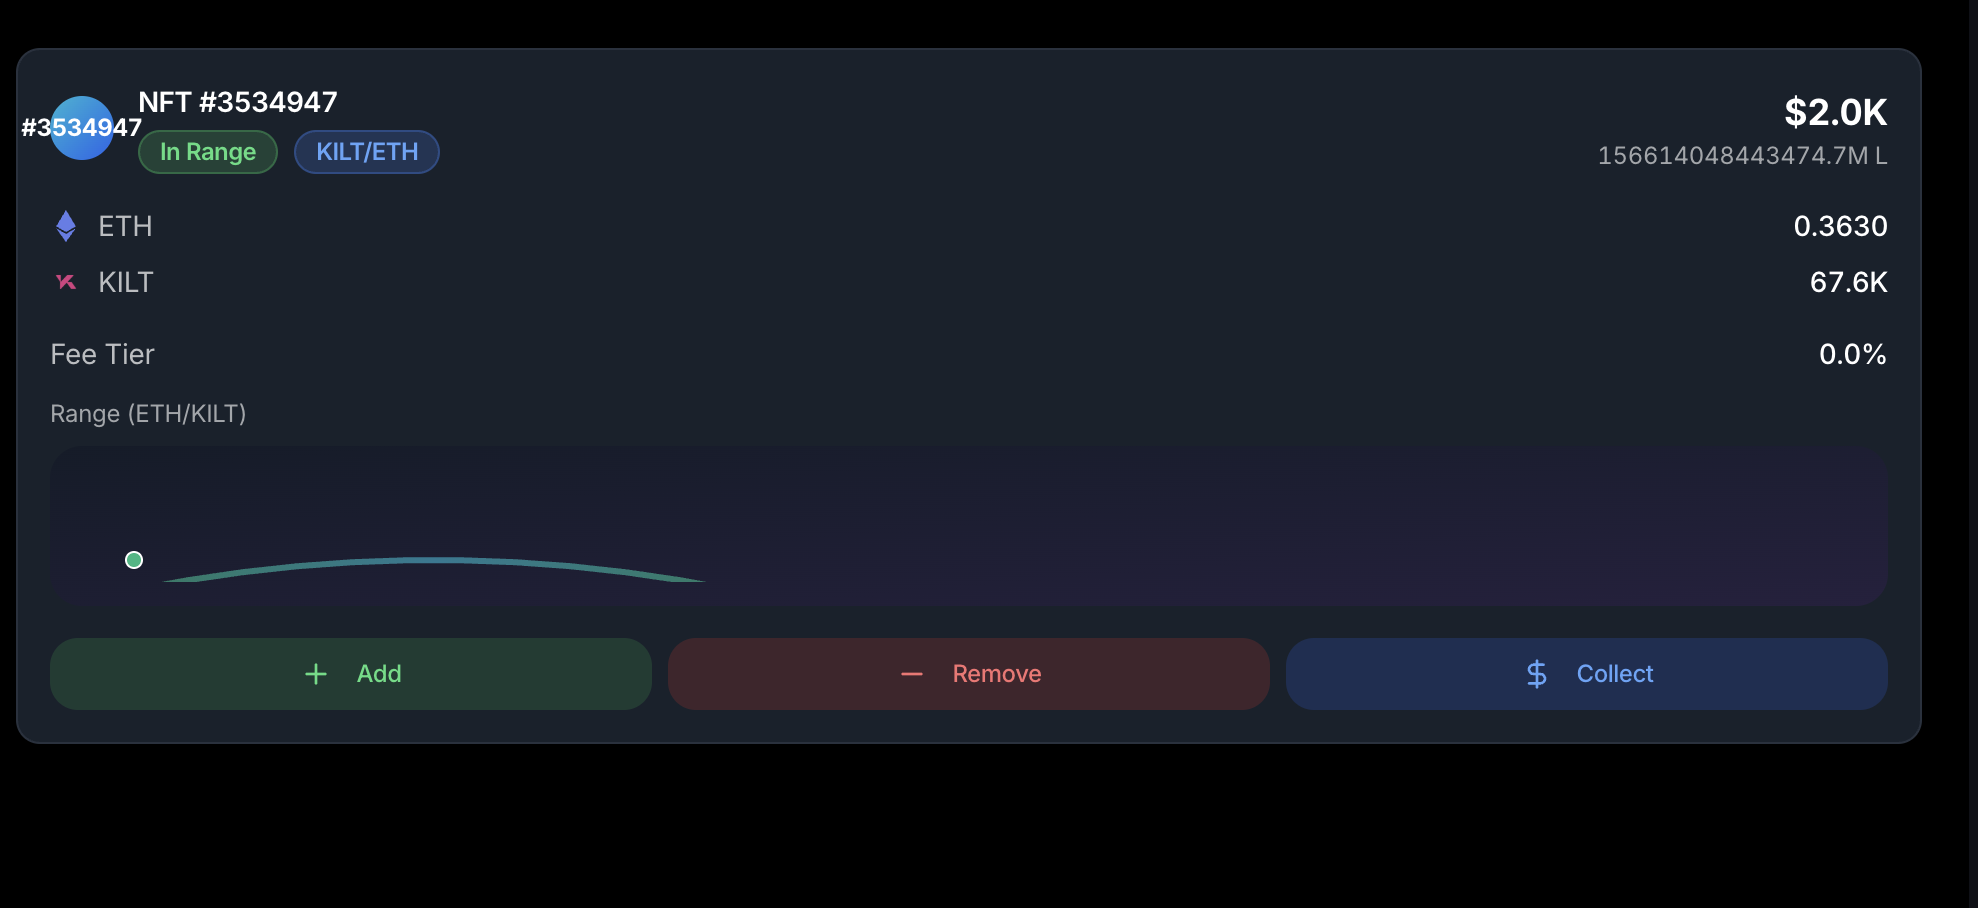 #3534947
NFT #3534947
In Range
KILT/ETH
$2.0K
156614048443474.7M L
ETH
0.3630
KILT
67.6K
Fee Tier
0.0%
Range (ETH/KILT)
Add
Remove
Collect